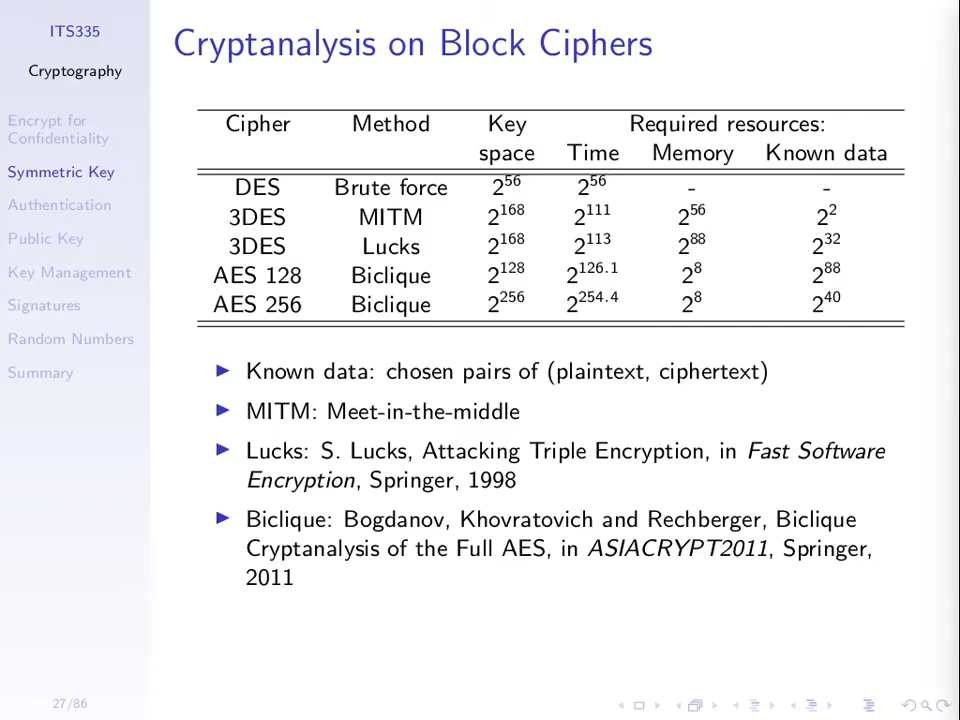 ITS335
Cryptography
Encrypt for
Confidentiality
Symmetric Key
Authentication
Public Key
Key Management
Signatures
Random Numbers
Summary
27/86
Cryptanalysis on Block Ciphers
Cipher Method Key Required resources:
space Time Memory Known data
DES Brute force 2^56 2^56 - -
3DES MITM 2^168 2^111 2^56 2^2
3DES Lucks 2^168 2^113 2^88 2^32
AES 128 Biclique 2^128 2^126.1 2^8 2^88
AES 256 Biclique 2^256 2^254.4 2^8 2^40
Known data: chosen pairs of (plaintext, ciphertext)
MITM: Meet-in-the-middle
Lucks: S. Lucks, Attacking Triple Encryption, in Fast Software
Encryption, Springer, 1998
Biclique: Bogdanov, Khovratovich and Rechberger, Biclique
Cryptanalysis of the Full AES, in ASIACRYPT2011, Springer,
2011